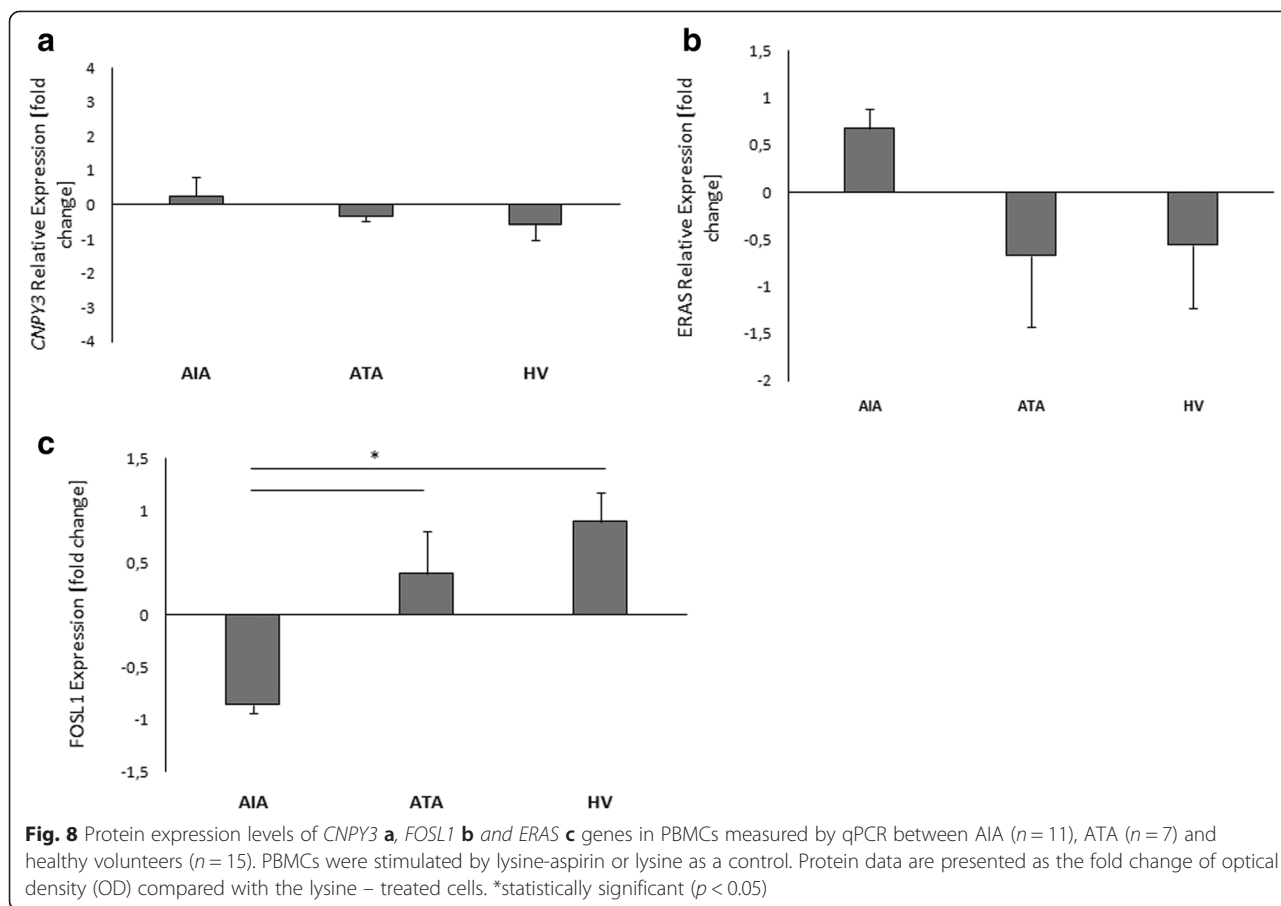 a
CNPY3 Relative Expression [fold
change]
4
3
2
1
0
-1
-2
-3
-4
AIA ATA HV
b
ERAS Relative Expression [fold
change]
1,5
1
0,5
0
-0,5
-1
-1,5
-2
AIA ATA HV
c
FOSL1 Expression [fold change]
1,5
1
0,5
0
-0,5
-1
-1,5
*
AIA ATA HV
Fig. 8 Protein expression levels of CNPY3 a, FOSL1 b and ERAS c genes in PBMCs measured by qPCR between AIA (n = 11), ATA (n = 7) and
healthy volunteers (n = 15). PBMCs were stimulated by lysine-aspirin or lysine as a control. Protein data are presented as the fold change of optical
density (OD) compared with the lysine – treated cells. *statistically significant (p < 0.05)